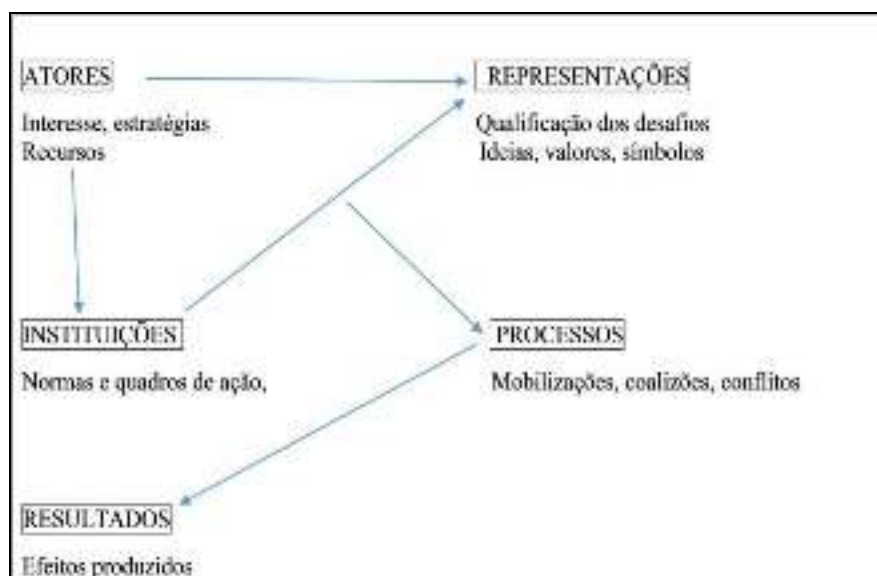 ATORES
Interesse, estratégias
Recursos
REPRESENTAÇÕES
Qualificação dos desafios
Ideias, valores, símbolos
INSTITUIÇÕES
Normas e quadros de ação,
PROCESSOS
Mobilizações, coalizões, conflitos
RESULTADOS
Efeitos produzidos